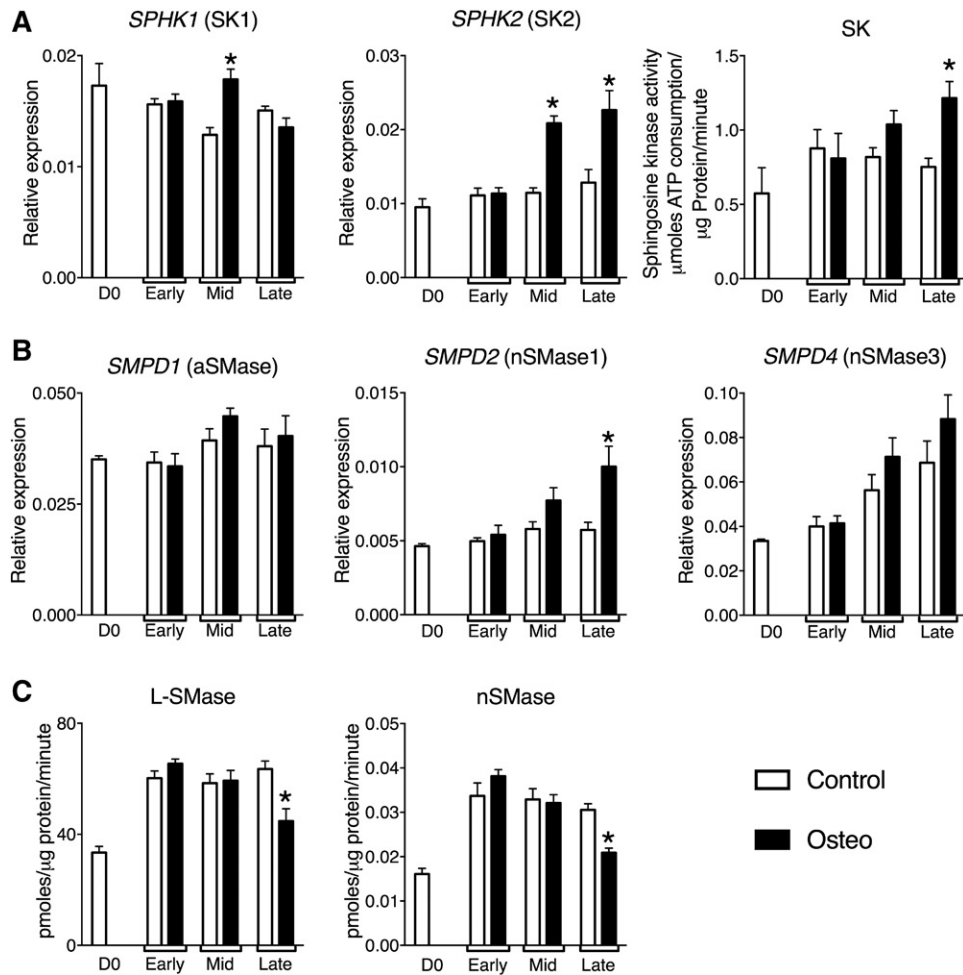 A
SPHK1 (SK1)
Relative expression
0.02
0.01
0.00
*
D0 Early Mid Late
SPHK2 (SK2)
Relative expression
0.03
0.02
0.01
0.00
*
*
D0 Early Mid Late
SK
Sphingosine kinase activity
μmoles ATP consumption/
μg Protein/minute
1.5
1.0
0.5
0.0
*
D0 Early Mid Late
B
SMPD1 (aSMase)
Relative expression
0.050
0.025
0.000
D0 Early Mid Late
SMPD2 (nSMase1)
Relative expression
0.015
0.010
0.005
0.000
*
D0 Early Mid Late
SMPD4 (nSMase3)
Relative expression
0.10
0.08
0.06
0.04
0.02
0.00
D0 Early Mid Late
C
L-SMase
pmoles/μg protein/minute
80
40
0
*
D0 Early Mid Late
nSMase
pmoles/μg protein/minute
0.05
0.04
0.03
0.02
0.01
0.00
*
D0 Early Mid Late
Control
Osteo